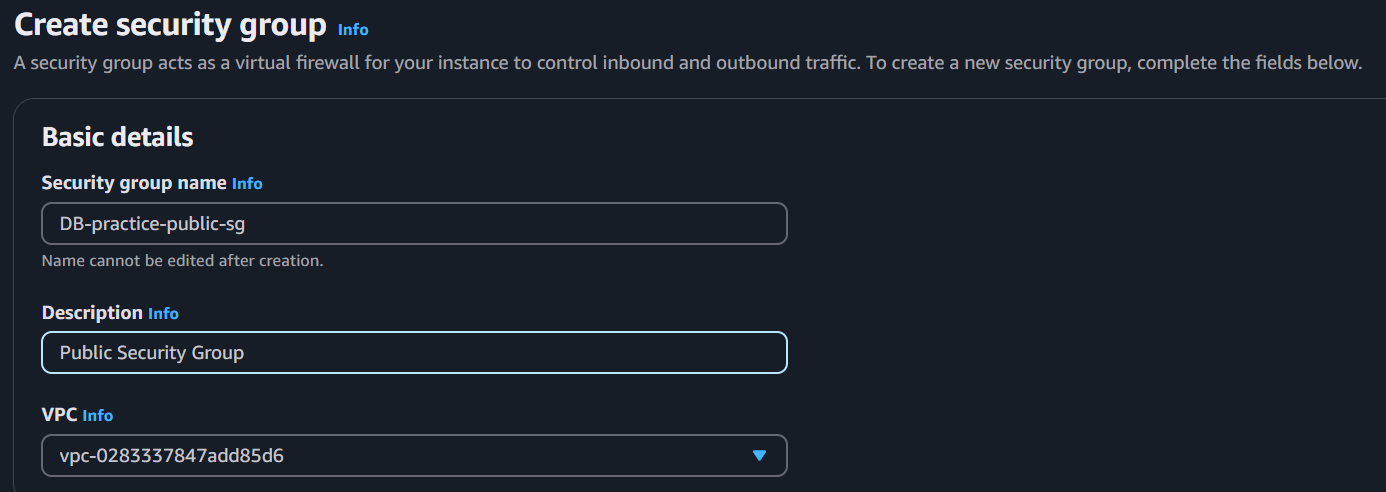 Create security group Info
A security group acts as a virtual firewall for your instance to control inbound and outbound traffic. To create a new security group, complete the fields below.
Basic details
Security group name Info
DB-practice-public-sg
Name cannot be edited after creation.
Description Info
Public Security Group
VPC Info
vpc-0283337847add85d6